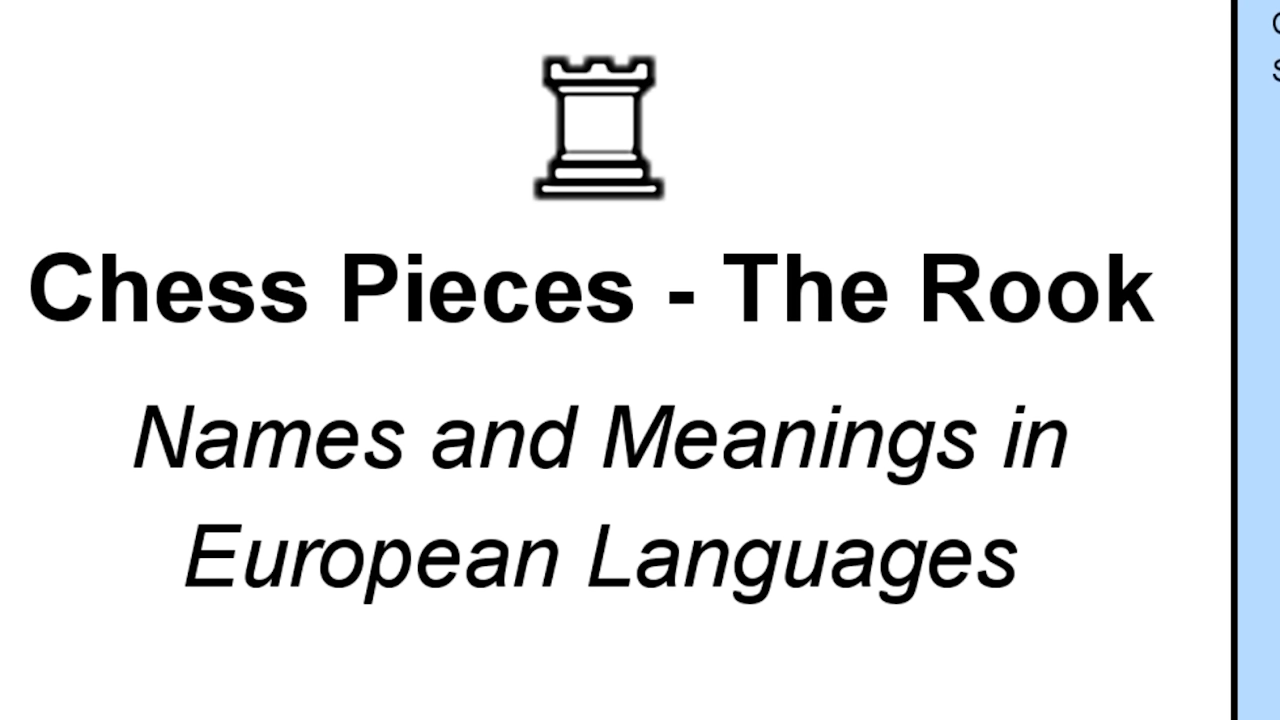 Chess Pieces - The Rook
Names and Meanings in
European Languages